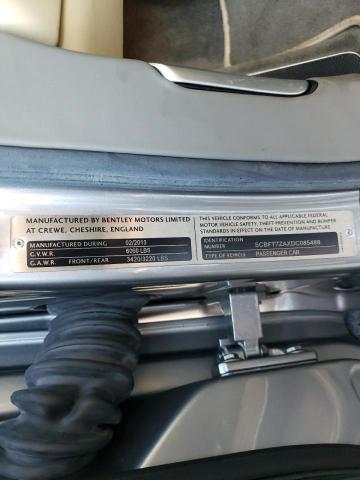 MANUFACTURED BY BENTLEY MOTORS LIMITED
AT CREWE, CHESHIRE, ENGLAND
MANUFACTURED DURING 02/2013
G.V.W.R. 6060 LBS
G.A.W.R. FRONT/REAR 3420/3220 LBS
THIS VEHICLE CONFORMS TO ALL APPLICABLE FEDERAL
MOTOR VEHICLE SAFETY, THEFT PREVENTION AND BUMPER
STANDARDS IN EFFECT ON THE DATE OF MANUFACTURE
IDENTIFICATION
NUMBER SCBFT7ZAXDC085488
TYPE OF VEHICLE PASSENGER CAR